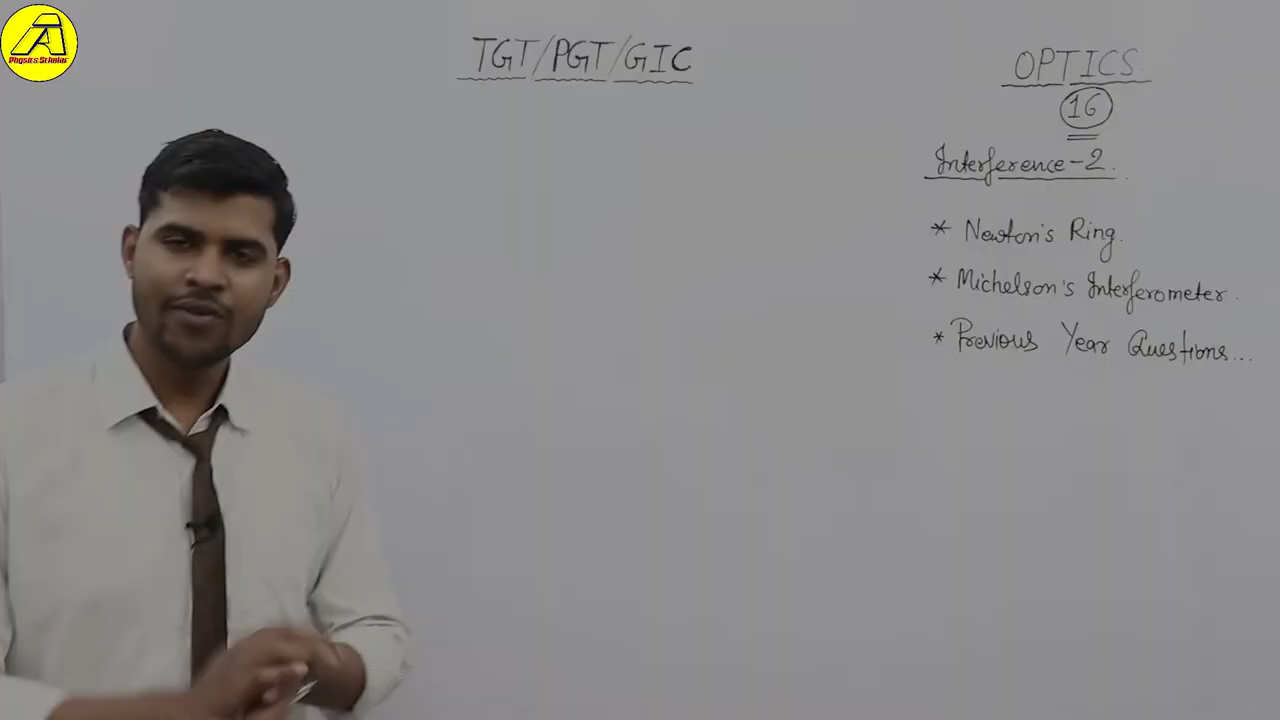 A
Physics Scholar
TGT/PGT/GIC
OPTICS
16
Interference-2.
* Newton's Ring.
* Michelson's Interferometer.
* Previous Year Questions...